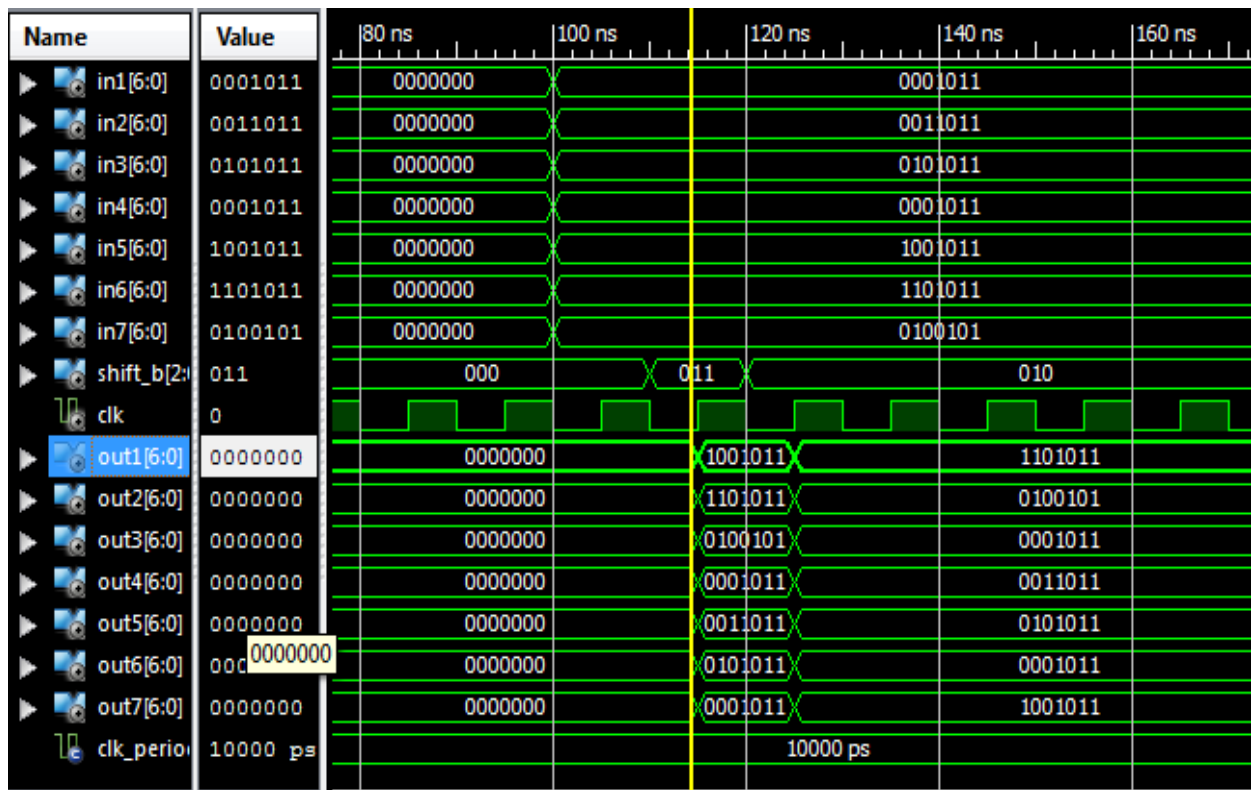 Name Value 80 ns 100 ns 120 ns 140 ns 160 ns
in1[6:0] 0001011 0000000 0001011
in2[6:0] 0011011 0000000 0011011
in3[6:0] 0101011 0000000 0101011
in4[6:0] 0001011 0000000 0001011
in5[6:0] 1001011 0000000 1001011
in6[6:0] 1101011 0000000 1101011
in7[6:0] 0100101 0000000 0100101
shift_b[2: 011 000 011 010
clk 0
out1[6:0] 0000000 0000000 1001011 1101011
out2[6:0] 0000000 0000000 1101011 0100101
out3[6:0] 0000000 0000000 0100101 0001011
out4[6:0] 0000000 0000000 0001011 0011011
out5[6:0] 0000000 0000000 0011011 0101011
0000000
out6[6:0] 000 0000000 0101011 0001011
out7[6:0] 0000000 0000000 0001011 1001011
clk_perio 10000 ps 10000 ps